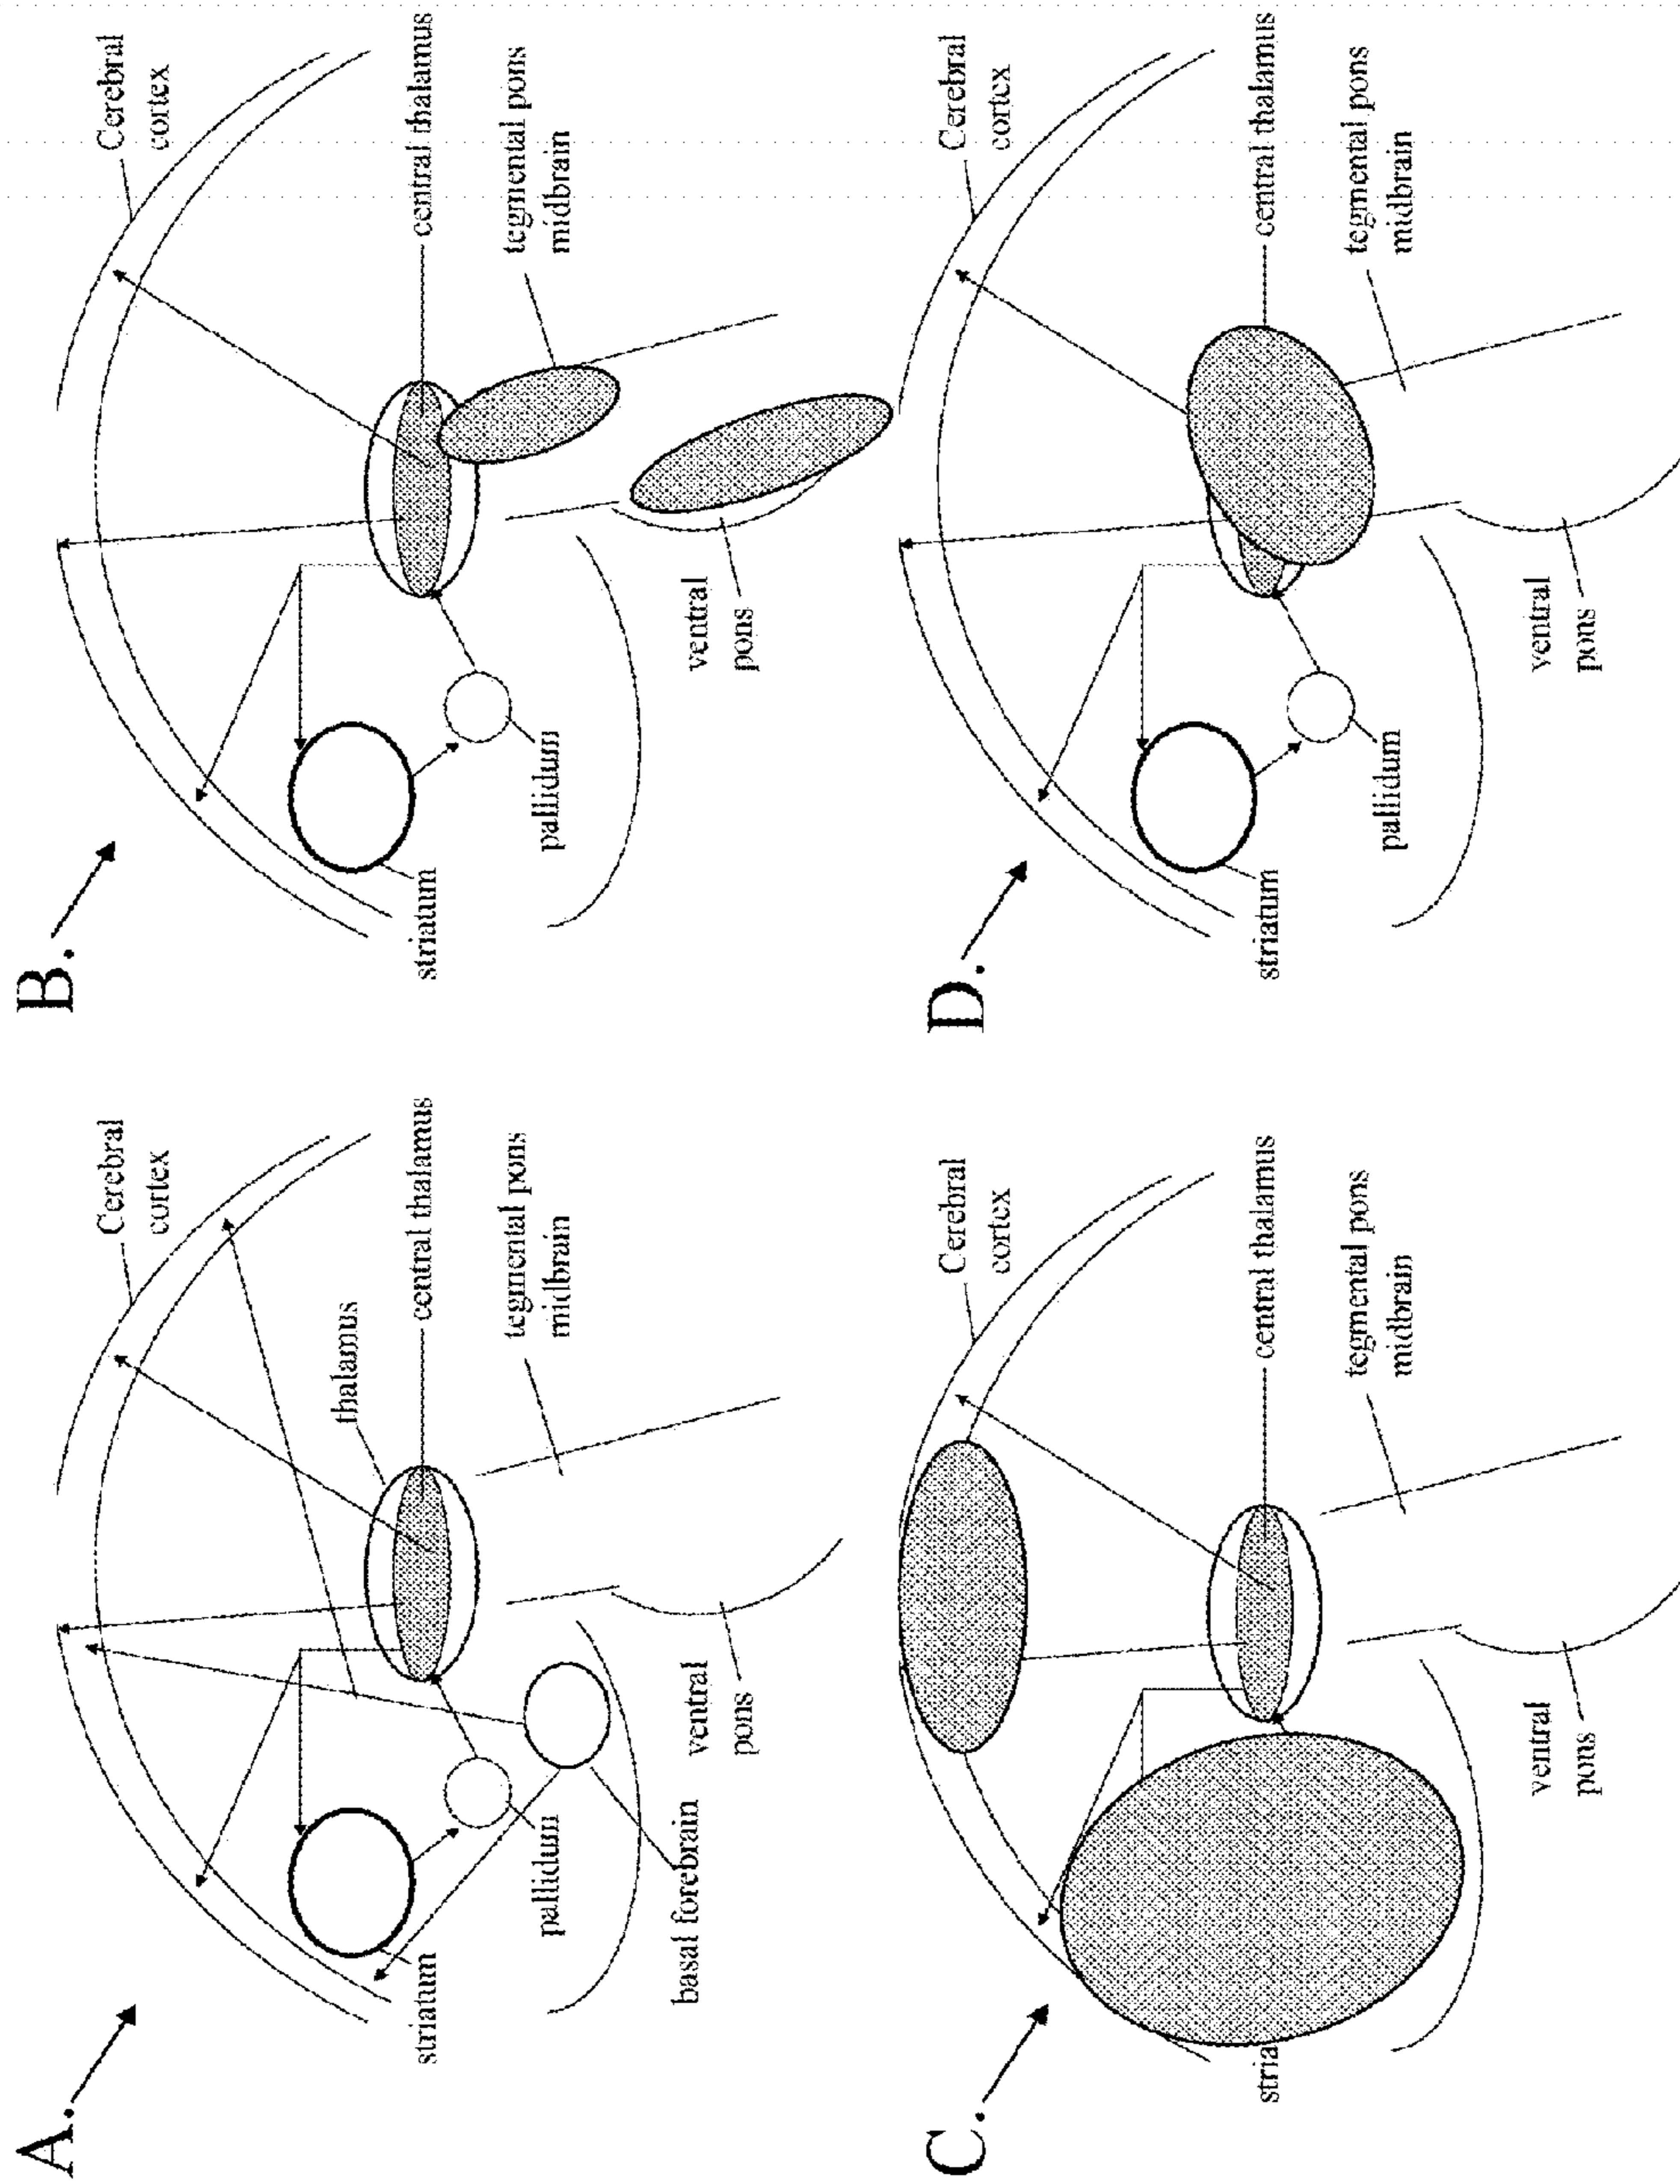 A.
Cerebral
cortex
thalamus
central thalamus
tegmental pons
midbrain
striatum
pallidum
basal forebrain
ventral
pons
B.
Cerebral
cortex
central thalamus
tegmental pons
midbrain
striatum
pallidum
ventral
pons
C.
Cerebral
cortex
central thalamus
tegmental pons
midbrain
stria
ventral
pons
D.
Cerebral
cortex
central thalamus
tegmental pons
midbrain
striatum
pallidum
ventral
pons